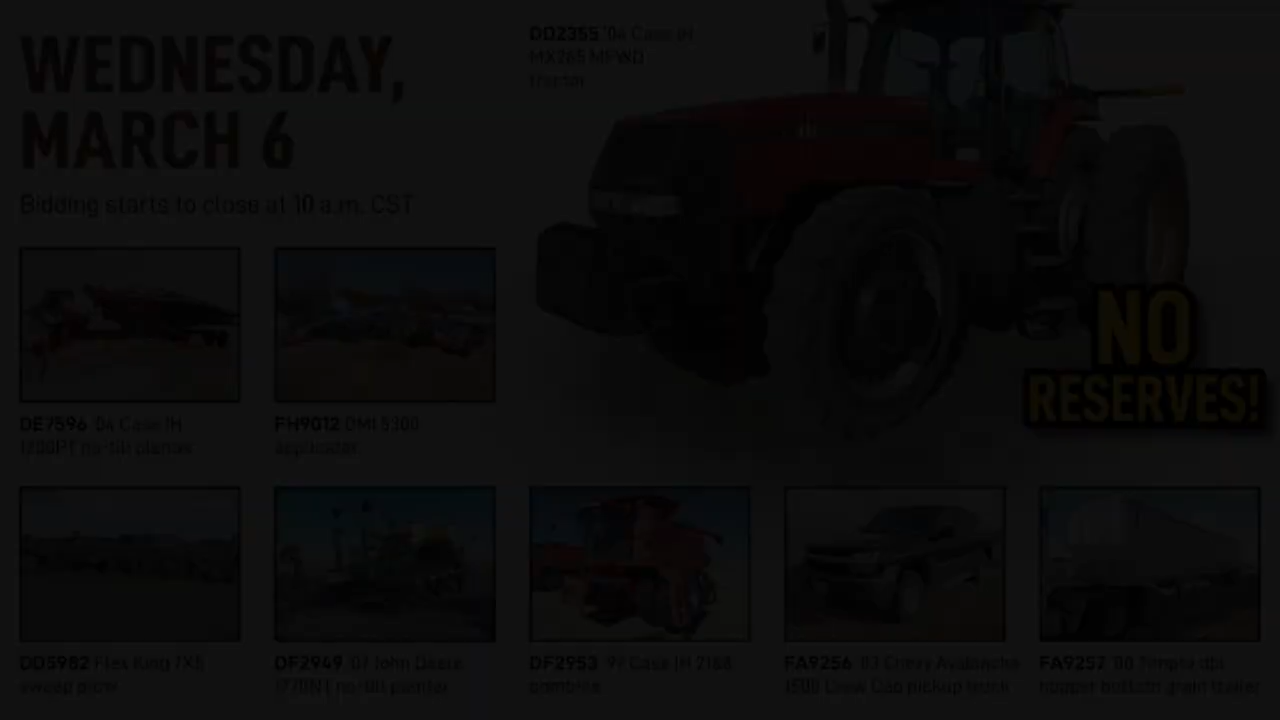 WEDNESDAY,
MARCH 6
Bidding starts to close at 10 a.m. CST
DD2355 '04 Case IH
MX285 MFWD
tractor
NO
RESERVES!
DE7596 '04 Case IH
1200PT no-till planter
FH9012 DMI 5300
applicator
DD5982 Flex King 7X5
sweep plow
DF2949 '07 John Deere
1770NT no-till planter
DF2953 '97 Case IH 2188
combine
FA9256 '03 Chevy Avalanche
1500 Crew Cab pickup truck
FA9257 '00 Timpte dbl.
hopper bottom grain trailer